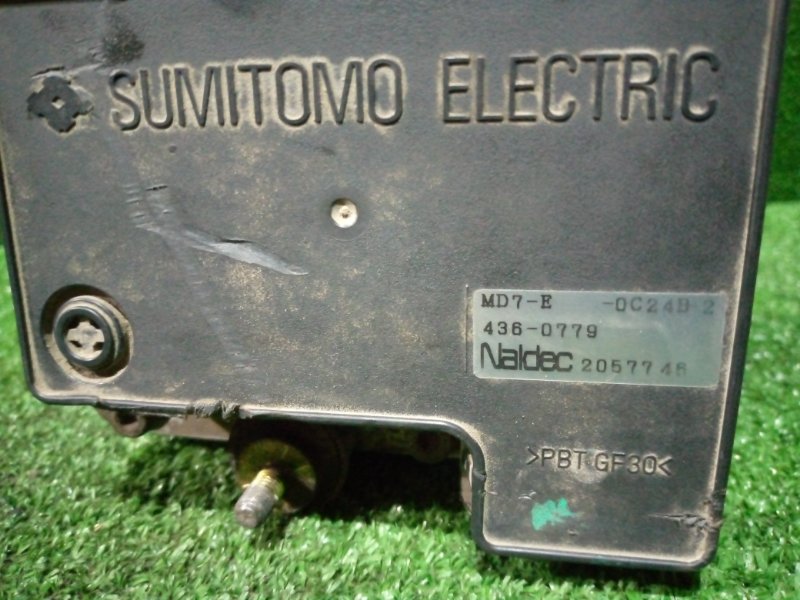 SUMITOMO ELECTRIC
MD7-E -0C24B-2
436-0779
Naldec 2057748
>PBT GF30<